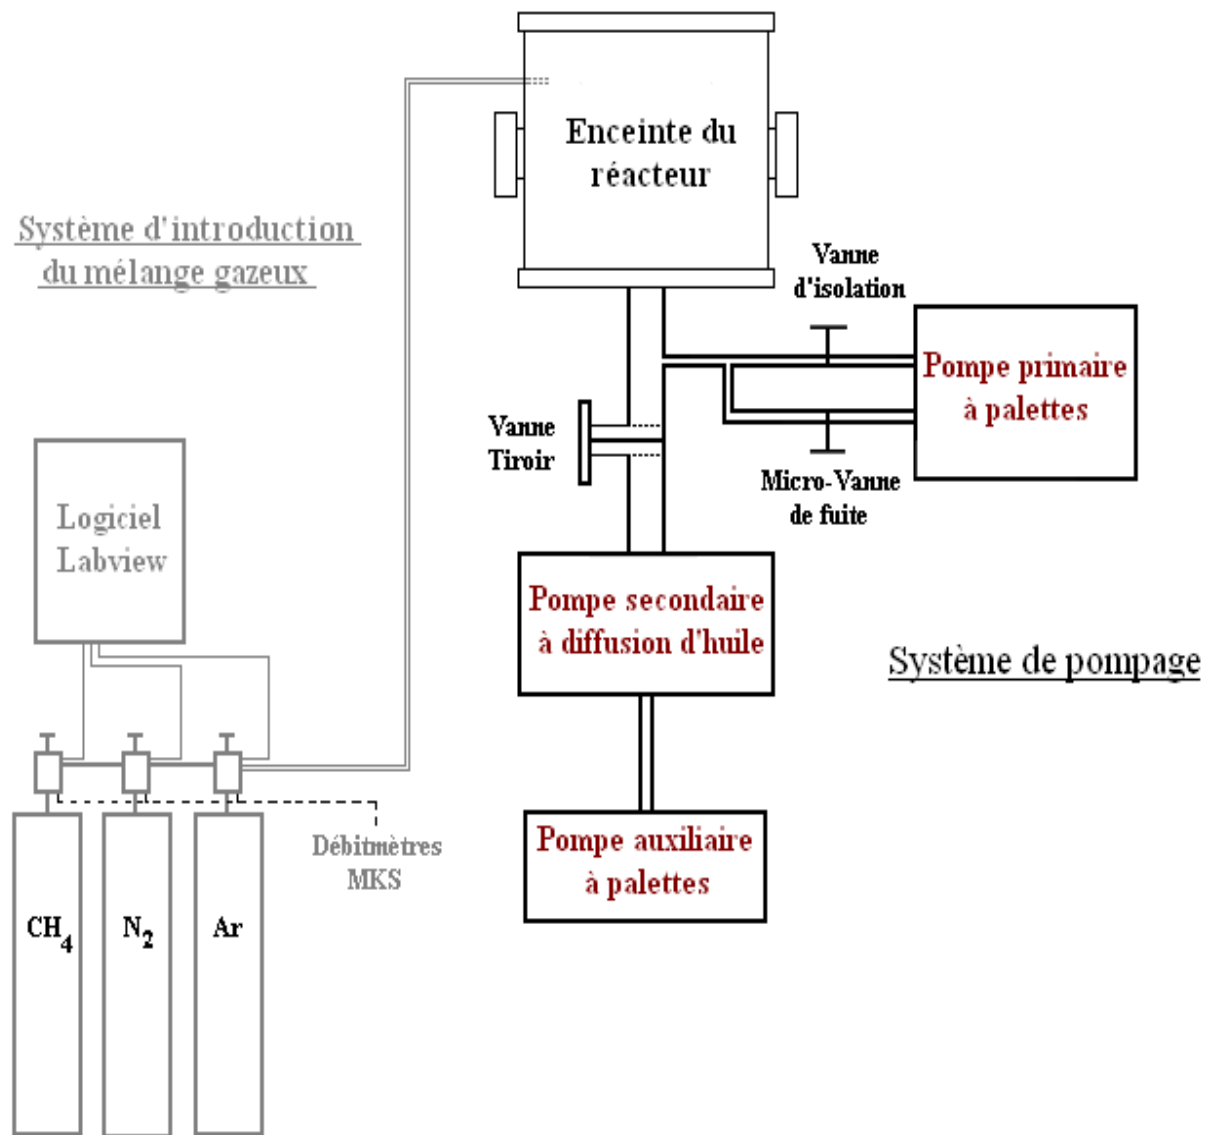 Enceinte du
réacteur
Système d'introduction
du mélange gazeux
Vanne
d'isolation
Pompe primaire
à palettes
Vanne
Tiroir
Micro-Vanne
de fuite
Logiciel
Labview
Pompe secondaire
à diffusion d'huile
Système de pompage
Débitmètres
MKS
Pompe auxiliaire
à palettes
CH4
N2
Ar